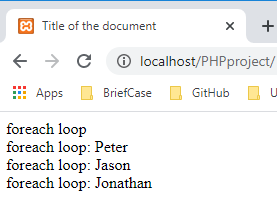 Title of the document
localhost/PHPproject/
Apps BriefCase GitHub U
foreach loop
foreach loop: Peter
foreach loop: Jason
foreach loop: Jonathan